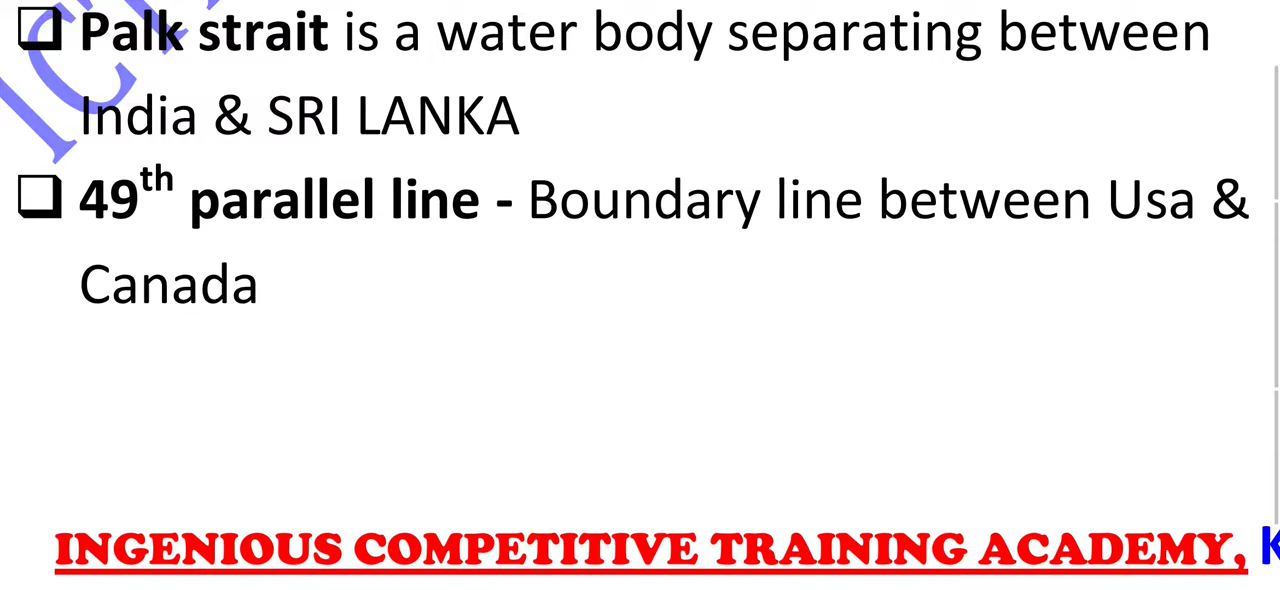 ❑ Palk strait is a water body separating between
India & SRI LANKA
❑ 49th parallel line - Boundary line between Usa &
Canada
INGENIOUS COMPETITIVE TRAINING ACADEMY,